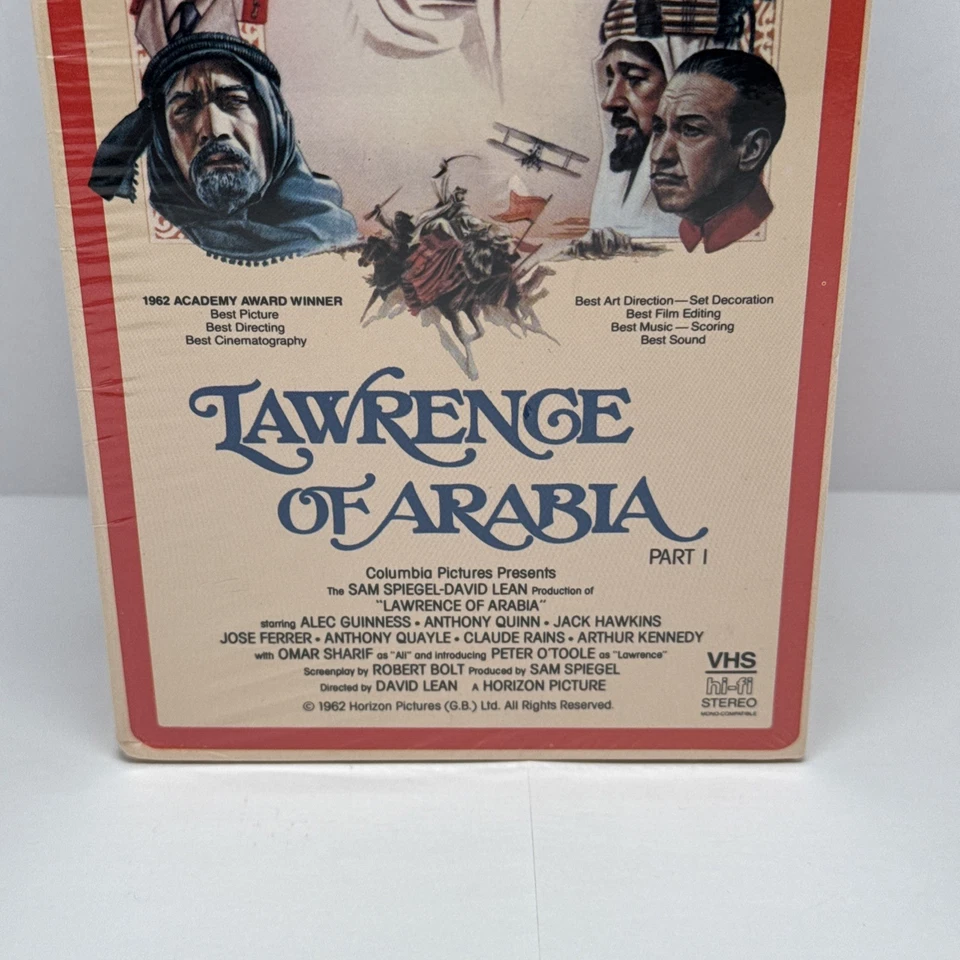 1962 ACADEMY AWARD WINNER
Best Picture
Best Directing
Best Cinematography
Best Art Direction — Set Decoration
Best Film Editing
Best Music — Scoring
Best Sound
LAWRENCE
OF ARABIA
PART I
Columbia Pictures Presents
The SAM SPIEGEL-DAVID LEAN Production of
"LAWRENCE OF ARABIA"
starring ALEC GUINNESS • ANTHONY QUINN • JACK HAWKINS
JOSE FERRER • ANTHONY QUAYLE • CLAUDE RAINS • ARTHUR KENNEDY
with OMAR SHARIF as "Ali" and introducing PETER O'TOOLE as "Lawrence"
Screenplay by ROBERT BOLT Produced by SAM SPIEGEL
Directed by DAVID LEAN A HORIZON PICTURE
© 1962 Horizon Pictures (G.B.) Ltd. All Rights Reserved.
VHS
hi-fi
STEREO
MONO-COMPATIBLE